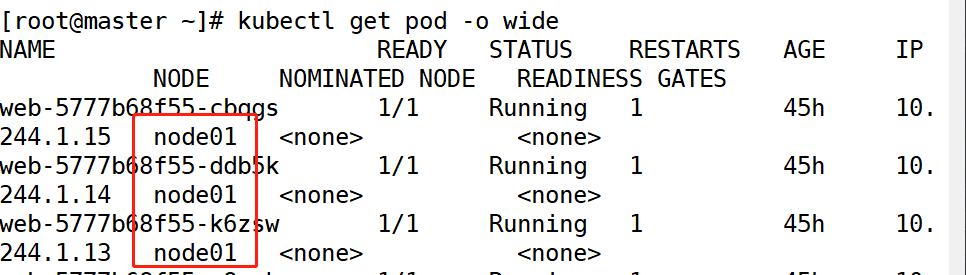 [root@master ~]# kubectl get pod -o wide
NAME READY STATUS RESTARTS AGE IP
NODE NOMINATED NODE READINESS GATES
web-5777b68f55-cbqgs 1/1 Running 1 45h 10.
244.1.15 node01 <none> <none>
web-5777b68f55-ddb5k 1/1 Running 1 45h 10.
244.1.14 node01 <none> <none>
web-5777b68f55-k6zsw 1/1 Running 1 45h 10.
244.1.13 node01 <none> <none>